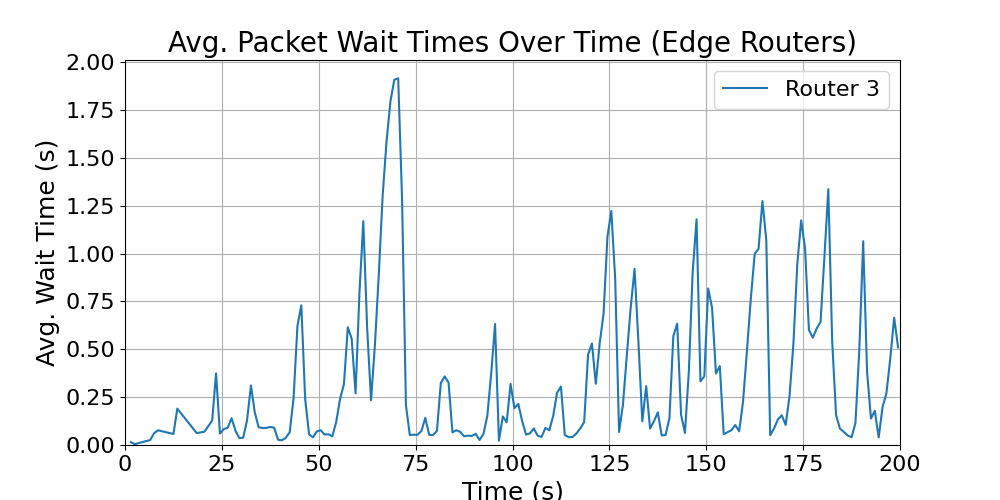 Avg. Packet Wait Times Over Time (Edge Routers)
Router 3
Avg. Wait Time (s)
2.00
1.75
1.50
1.25
1.00
0.75
0.50
0.25
0.00
0 25 50 75 100 125 150 175 200
Time (s)